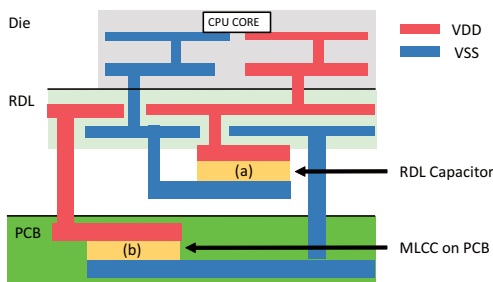 Die
CPU CORE
VDD
VSS
RDL
(a)
RDL Capacitor
PCB
(b)
MLCC on PCB